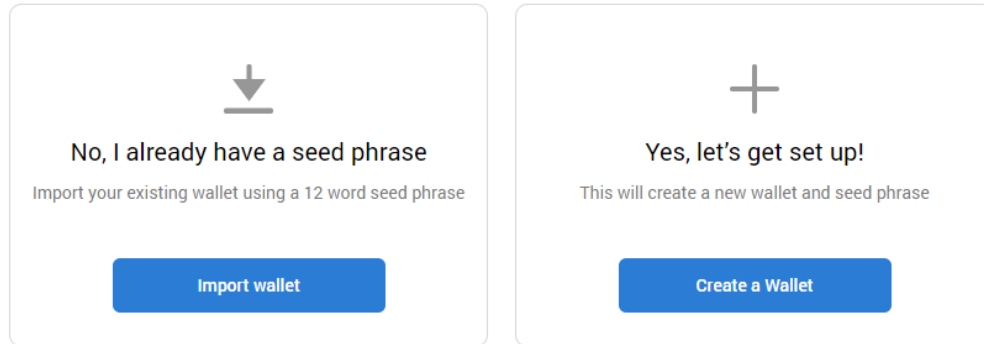 No, I already have a seed phrase
Import your existing wallet using a 12 word seed phrase
Import wallet
Yes, let’s get set up!
This will create a new wallet and seed phrase
Create a Wallet